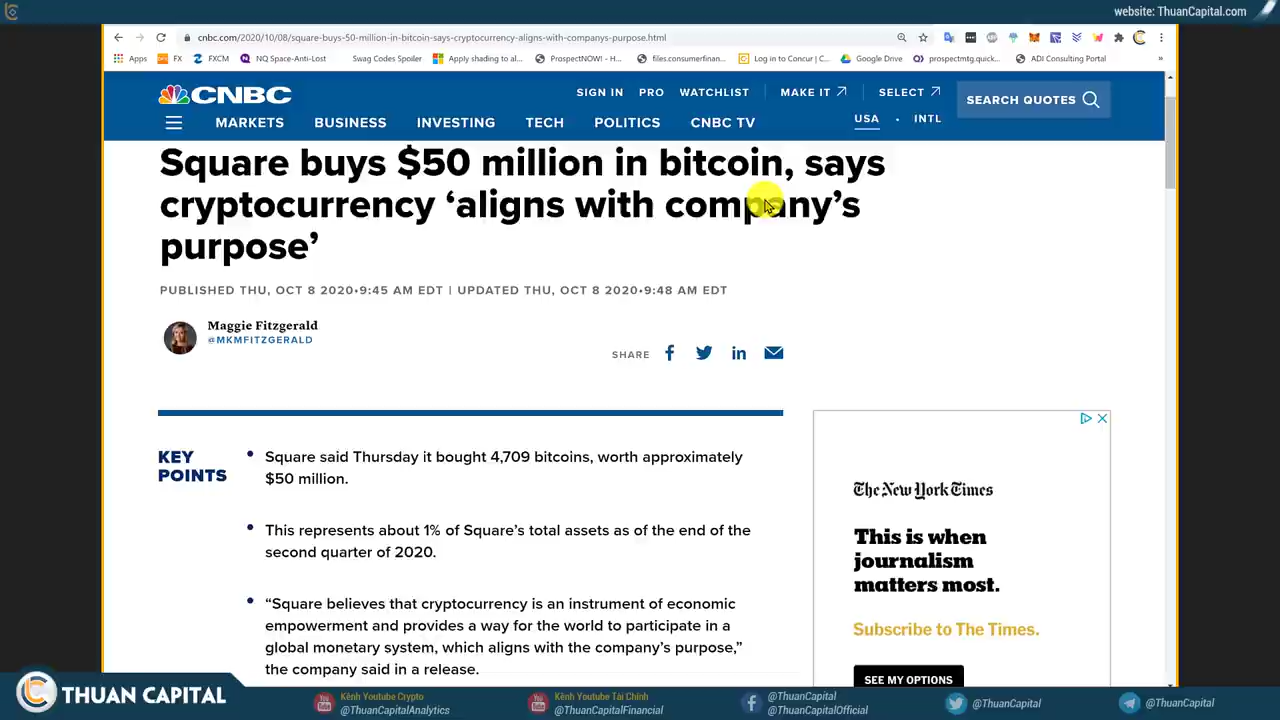 website: ThuanCapital.com
cnbc.com/2020/10/08/square-buys-50-million-in-bitcoin-says-cryptocurrency-aligns-with-companys-purpose.html
Apps FX FXCM NQ Space-Anti-Lost Swag Codes Spoiler Apply shading to al... ProspectNOW! - H... files.consumerfinan... Log in to Concur | C... Google Drive prospectmtg.quick... ADI Consulting Portal »
CNBC
SIGN IN PRO WATCHLIST MAKE IT SELECT
SEARCH QUOTES
USA • INTL
MARKETS BUSINESS INVESTING TECH POLITICS CNBC TV
Square buys $50 million in bitcoin, says
cryptocurrency ‘aligns with company’s
purpose’
PUBLISHED THU, OCT 8 2020•9:45 AM EDT | UPDATED THU, OCT 8 2020•9:48 AM EDT
Maggie Fitzgerald
@MKMFITZGERALD
SHARE
KEY
POINTS
• Square said Thursday it bought 4,709 bitcoins, worth approximately
$50 million.
• This represents about 1% of Square’s total assets as of the end of the
second quarter of 2020.
• “Square believes that cryptocurrency is an instrument of economic
empowerment and provides a way for the world to participate in a
global monetary system, which aligns with the company’s purpose,”
the company said in a release.
The New York Times
This is when
journalism
matters most.
Subscribe to The Times.
SEE MY OPTIONS
THUAN CAPITAL
Kênh Youtube Crypto
@ThuanCapitalAnalytics
Kênh Youtube Tài Chính
@ThuanCapitalFinancial
@ThuanCapital
@ThuanCapitalOfficial
@ThuanCapital
@ThuanCapital